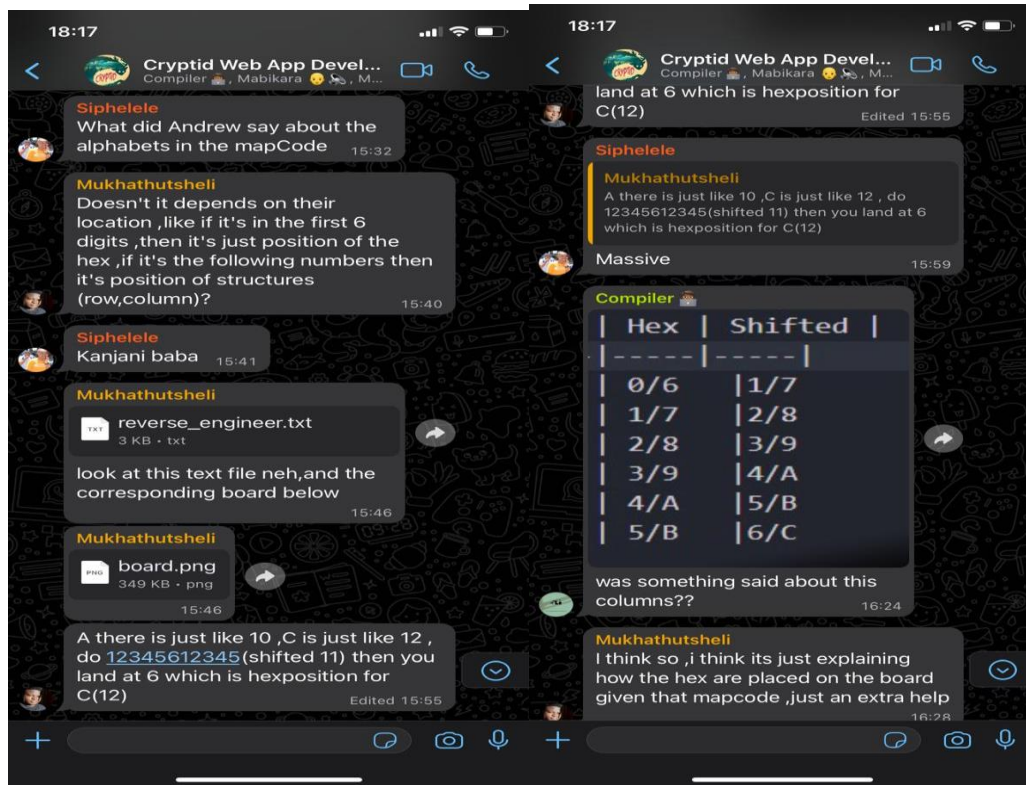 18:17
Cryptid Web App Devel...
Compiler 👨🏽‍💻, Mabikara 👴🦂, M...
Siphelele
What did Andrew say about the
alphabets in the mapCode 15:32
Mukhathutsheli
Doesn't it depends on their
location ,like if it's in the first 6
digits ,then it's just position of the
hex ,if it's the following numbers then
it's position of structures
(row,column)? 15:40
Siphelele
Kanjani baba 15:41
Mukhathutsheli
TXT
reverse_engineer.txt
3 KB • txt
look at this text file neh,and the
corresponding board below
15:46
Mukhathutsheli
PNG
board.png
349 KB • png
15:46
A there is just like 10 ,C is just like 12 ,
do 12345612345(shifted 11) then you
land at 6 which is hexposition for
C(12) Edited 15:55
18:17
Cryptid Web App Devel...
Compiler 👨🏽‍💻, Mabikara 👴🦂, M...
land at 6 which is hexposition for
C(12) Edited 15:55
Siphelele
Mukhathutsheli
A there is just like 10 ,C is just like 12 , do
12345612345(shifted 11) then you land at 6
which is hexposition for C(12)
Massive 15:59
Compiler 👨🏽‍💻
| Hex | Shifted |
|-----|-----|
| 0/6 |1/7
| 1/7 |2/8
| 2/8 |3/9
| 3/9 |4/A
| 4/A |5/B
| 5/B |6/C
was something said about this
columns?? 16:24
Mukhathutsheli
I think so ,i think its just explaining
how the hex are placed on the board
given that mapcode ,just an extra help
16:28